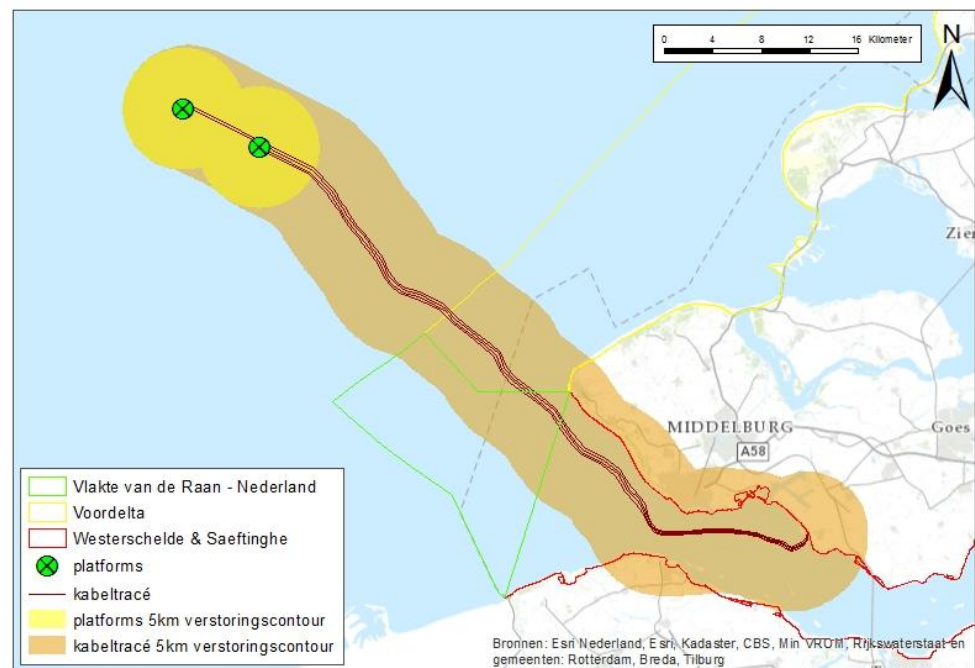 0 4 8 12 16 Kilometer
N
Zier
MIDDELBURG
Goes
A58
Vlakte van de Raan - Nederland
Voordelta
Westerschelde & Saeftinghe
platforms
kabeltracé
platforms 5km verstoringscontour
kabeltracé 5km verstoringscontour
Bronnen: Esri Nederland, Esri, Kadaster, CBS, Min VROM, Rijkswaterstaat en
gemeenten: Rotterdam, Breda, Tilburg